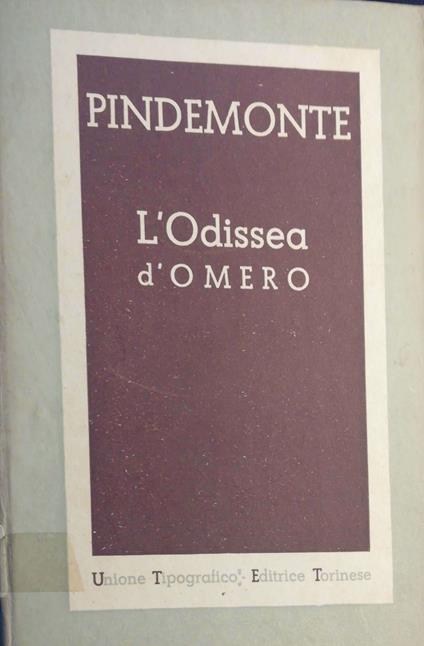 PINDEMONTE
L'Odissea
d'OMERO
Unione Tipografico - Editrice Torinese